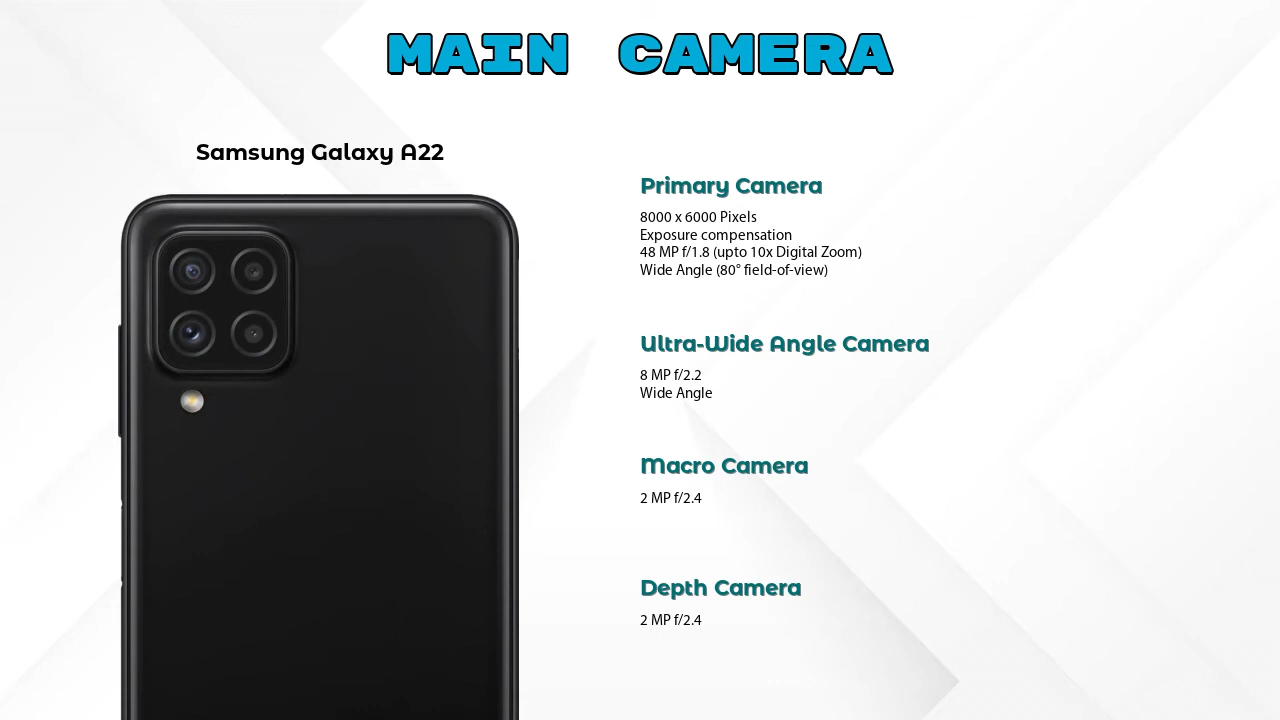 MAIN CAMERA
Samsung Galaxy A22
Primary Camera
8000 x 6000 Pixels
Exposure compensation
48 MP f/1.8 (upto 10x Digital Zoom)
Wide Angle (80° field-of-view)
Ultra-Wide Angle Camera
8 MP f/2.2
Wide Angle
Macro Camera
2 MP f/2.4
Depth Camera
2 MP f/2.4